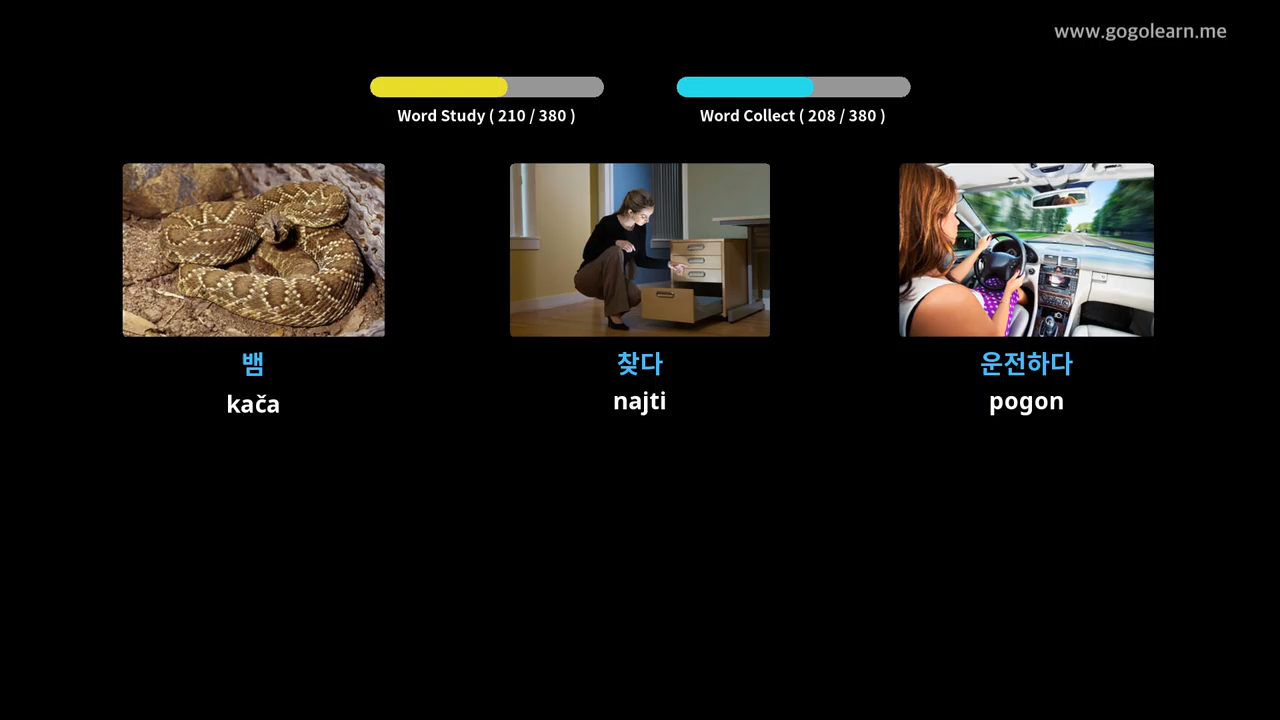 www.gogolearn.me
Word Study ( 210 / 380 )
Word Collect ( 208 / 380 )
뱀
찾다
운전하다
kača
najti
pogon